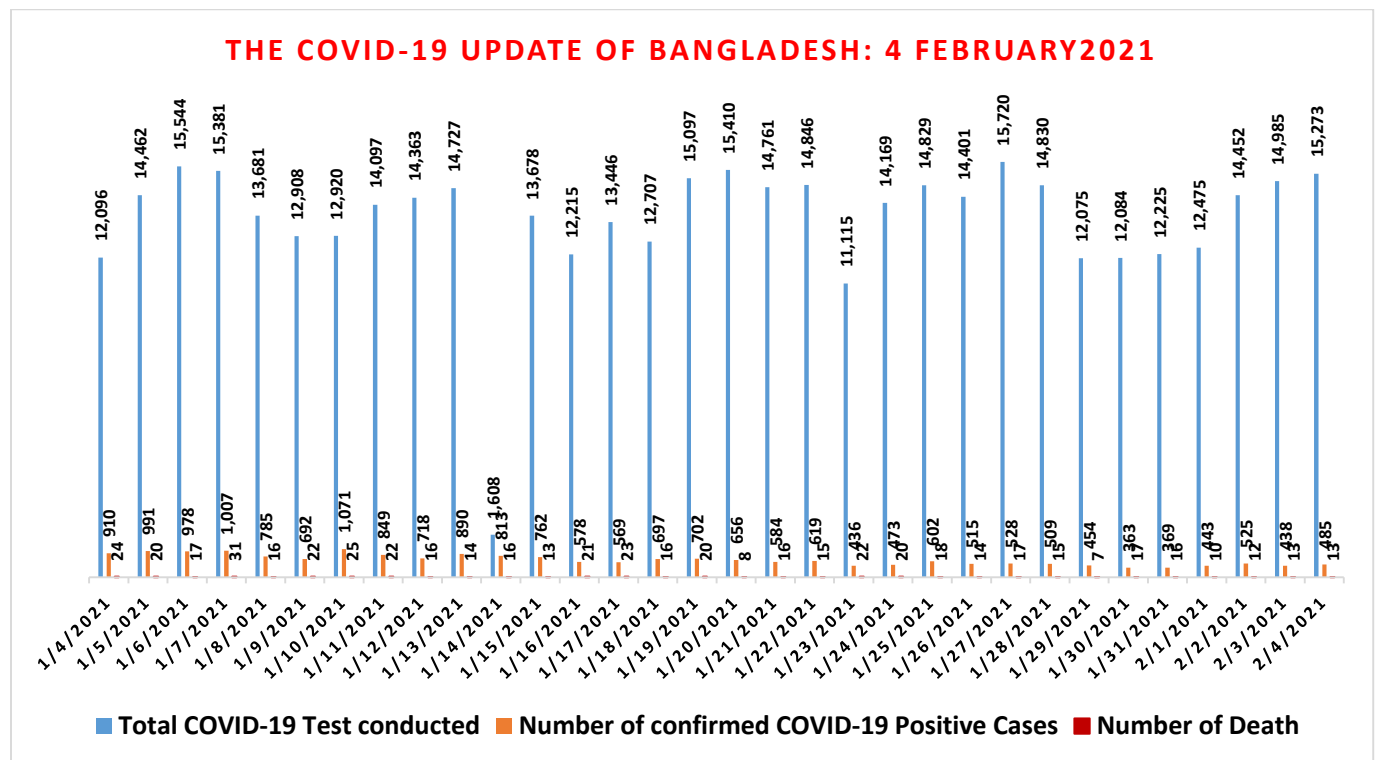 THE COVID-19 UPDATE OF BANGLADESH: 4 FEBRUARY2021
12,096 14,462 15,544 15,381 13,681 12,908 12,920 14,097 14,363 14,727 1,608 13,678 12,215 13,446 12,707 15,097 15,410 14,761 14,846 11,115 14,169 14,829 14,401 15,720 14,830 12,075 12,084 12,225 12,475 14,452 14,985 15,273
910 991 978 1,007 785 692 1,071 849 718 890 813 762 578 569 697 702 656 584 619 436 473 602 515 528 509 454 363 369 443 525 438 485
24 20 17 31 16 22 25 22 16 14 16 13 21 23 16 20 8 16 15 22 20 18 14 17 15 7 17 16 10 12 13 13
1/4/2021 1/5/2021 1/6/2021 1/7/2021 1/8/2021 1/9/2021 1/10/2021 1/11/2021 1/12/2021 1/13/2021 1/14/2021 1/15/2021 1/16/2021 1/17/2021 1/18/2021 1/19/2021 1/20/2021 1/21/2021 1/22/2021 1/23/2021 1/24/2021 1/25/2021 1/26/2021 1/27/2021 1/28/2021 1/29/2021 1/30/2021 1/31/2021 2/1/2021 2/2/2021 2/3/2021 2/4/2021
Total COVID-19 Test conducted Number of confirmed COVID-19 Positive Cases Number of Death